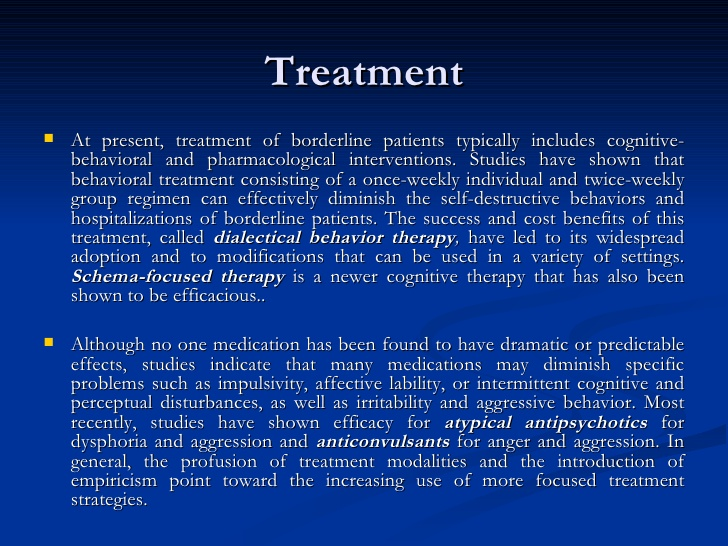 Treatment
At present, treatment of borderline patients typically includes cognitive-
behavioral and pharmacological interventions. Studies have shown that
behavioral treatment consisting of a once-weekly individual and twice-weekly
group regimen can effectively diminish the self-destructive behaviors and
hospitalizations of borderline patients. The success and cost benefits of this
treatment, called dialectical behavior therapy, have led to its widespread
adoption and to modifications that can be used in a variety of settings.
Schema-focused therapy is a newer cognitive therapy that has also been
shown to be efficacious..
Although no one medication has been found to have dramatic or predictable
effects, studies indicate that many medications may diminish specific
problems such as impulsivity, affective lability, or intermittent cognitive and
perceptual disturbances, as well as irritability and aggressive behavior. Most
recently, studies have shown efficacy for atypical antipsychotics for
dysphoria and aggression and anticonvulsants for anger and aggression. In
general, the profusion of treatment modalities and the introduction of
empiricism point toward the increasing use of more focused treatment
strategies.